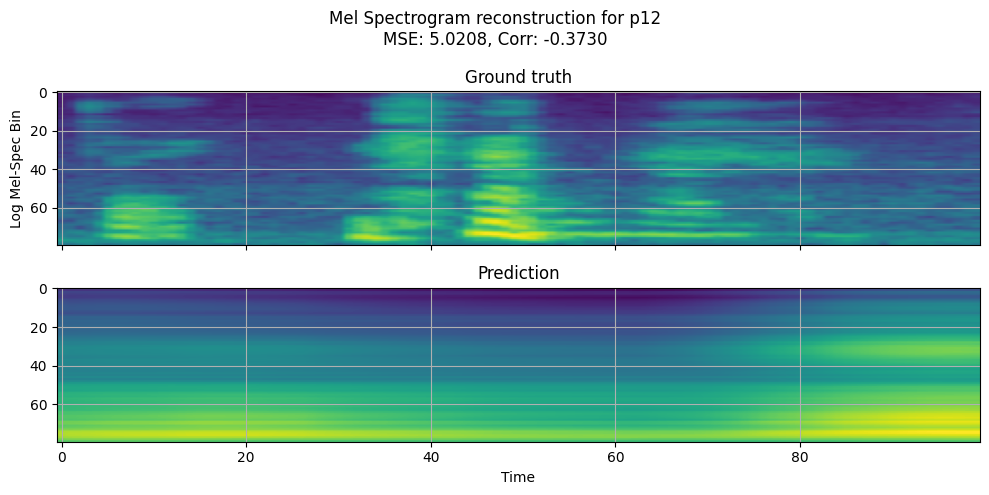 Mel Spectrogram reconstruction for p12
MSE: 5.0208, Corr: -0.3730
Ground truth
0
20
40
60
Log Mel-Spec Bin
Prediction
0
20
40
60
0 20 40 60 80
Time